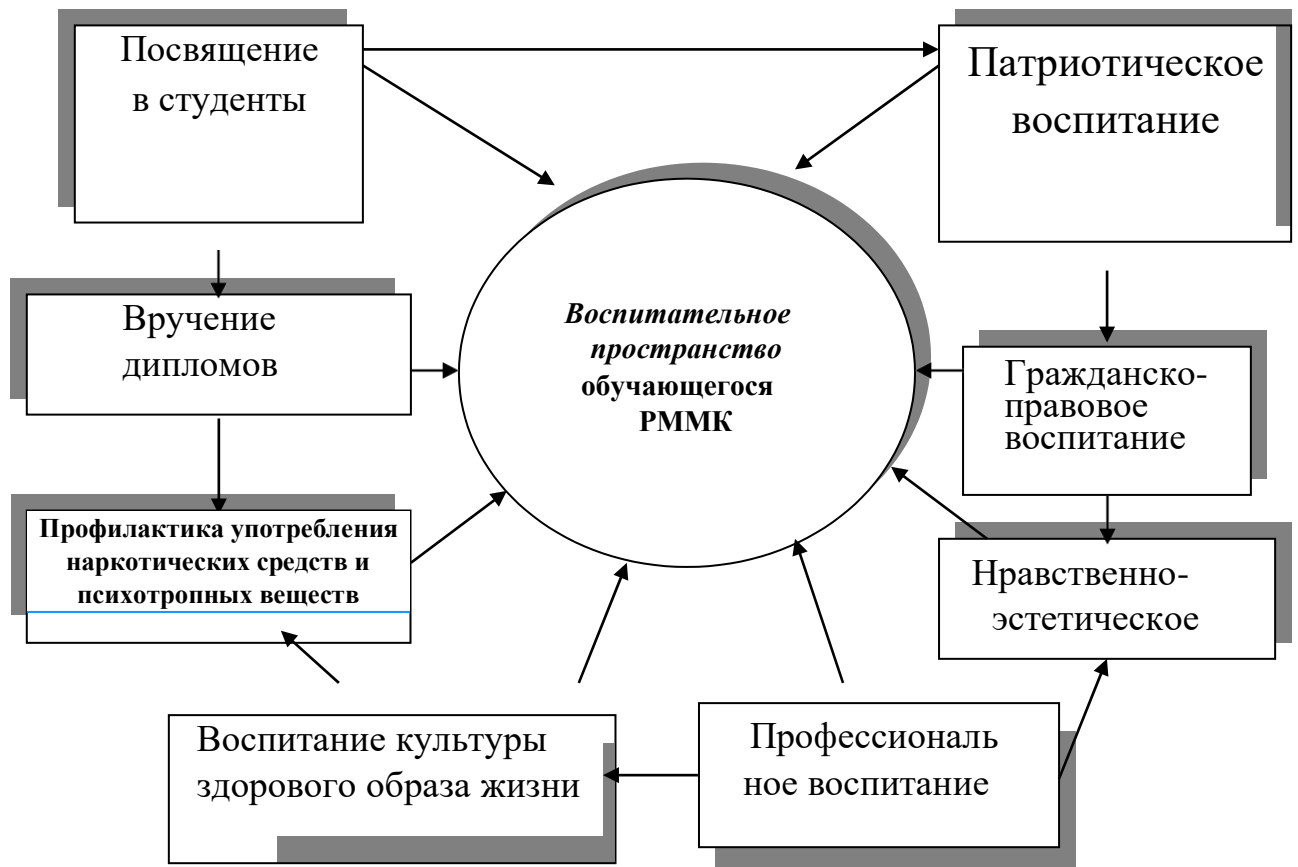 Посвящение
в студенты
Патриотическое
воспитание
Вручение
дипломов
Воспитательное
пространство
обучающегося
РММК
Гражданско-
правовое
воспитание
Профилактика употребления
наркотических средств и
психотропных веществ
Нравственно-
эстетическое
Воспитание культуры
здорового образа жизни
Профессиональ
ное воспитание